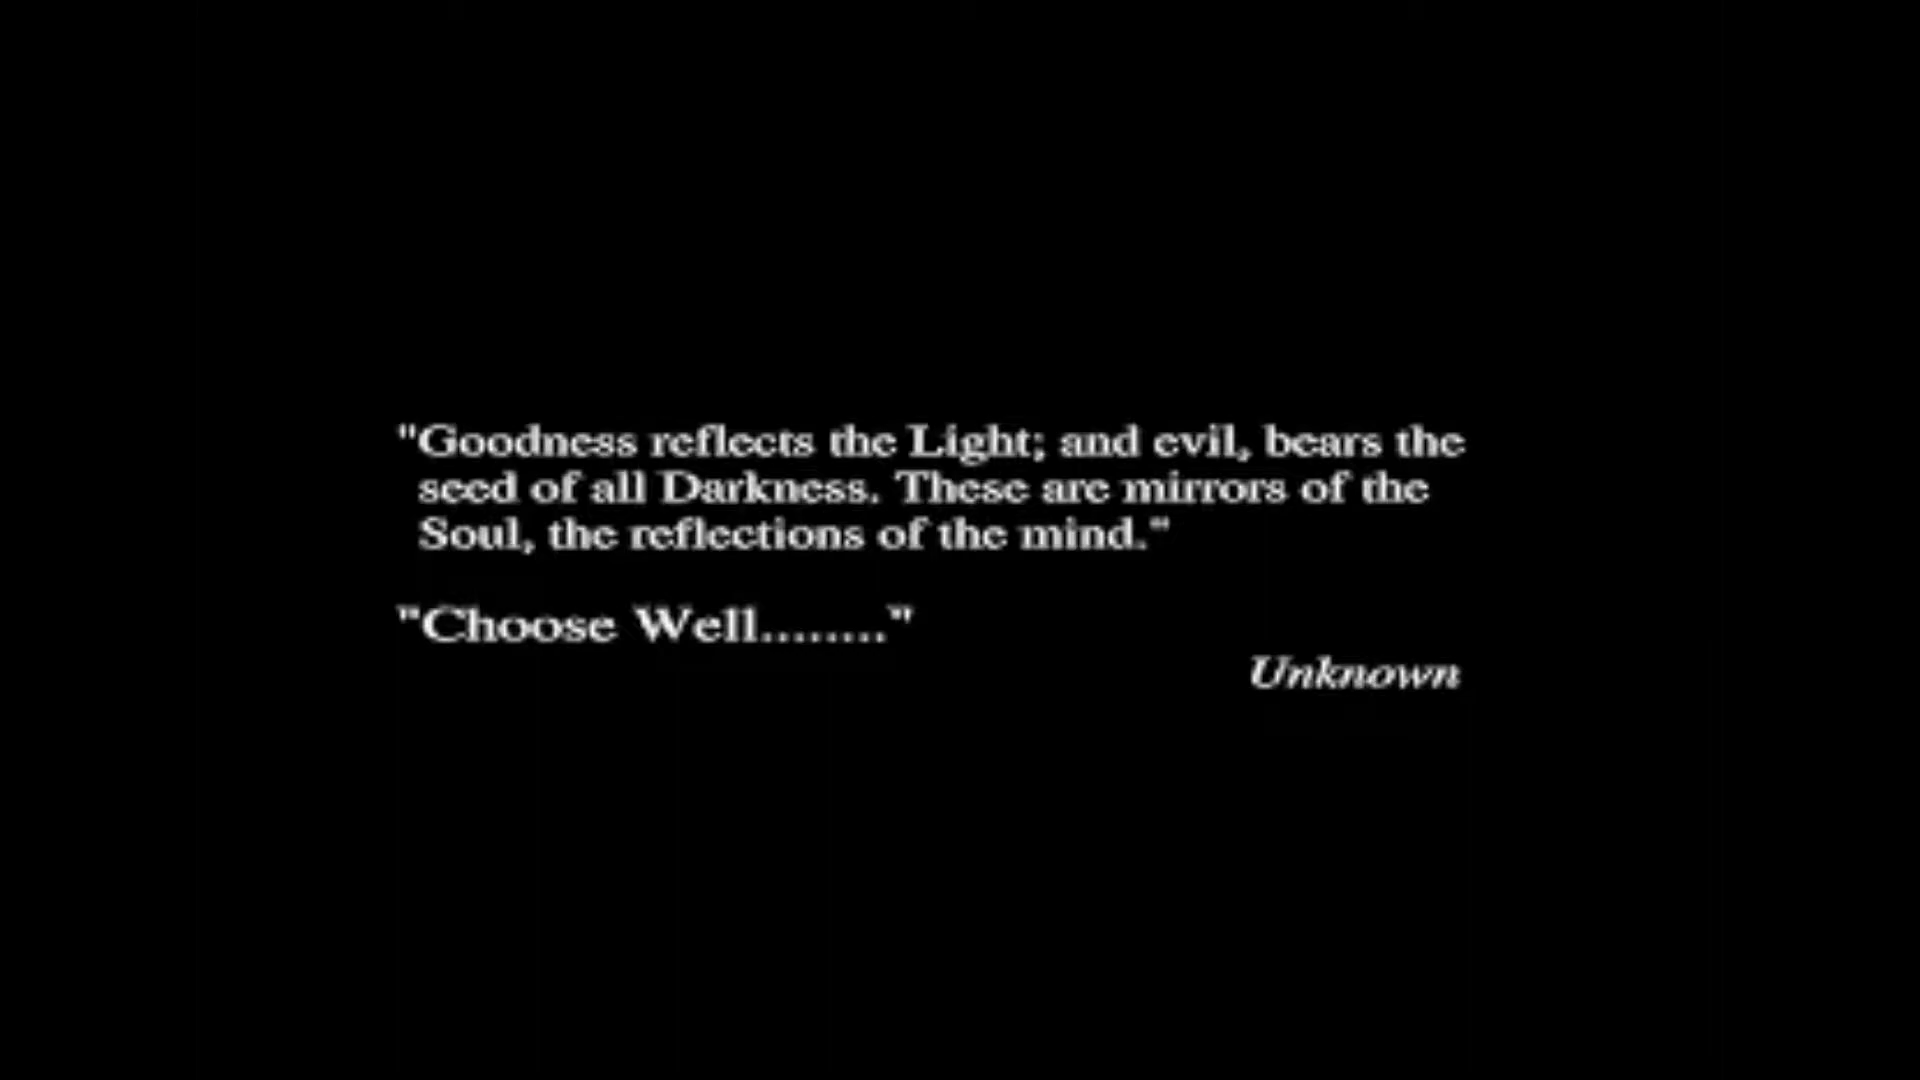 "Goodness reflects the Light; and evil, bears the
seed of all Darkness. These are mirrors of the
Soul, the reflections of the mind."
"Choose Well........"
Unknown